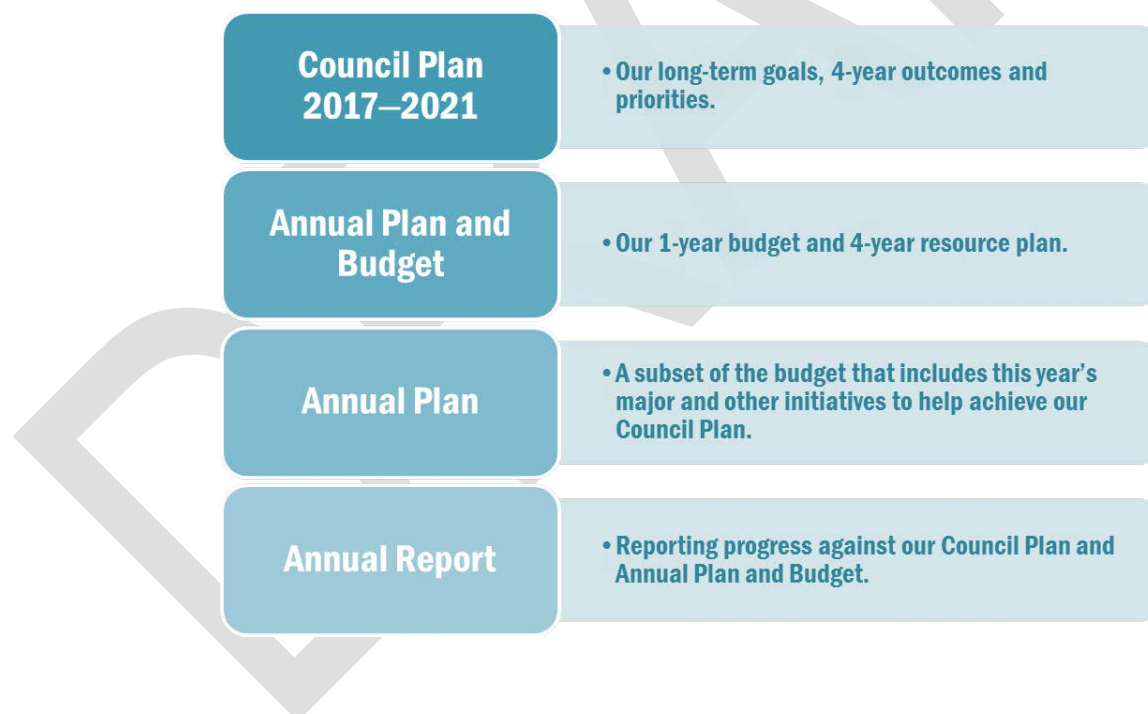 Council Plan
2017–2021
• Our long-term goals, 4-year outcomes and
priorities.
Annual Plan and
Budget
• Our 1-year budget and 4-year resource plan.
Annual Plan
• A subset of the budget that includes this year’s
major and other initiatives to help achieve our
Council Plan.
Annual Report
• Reporting progress against our Council Plan and
Annual Plan and Budget.